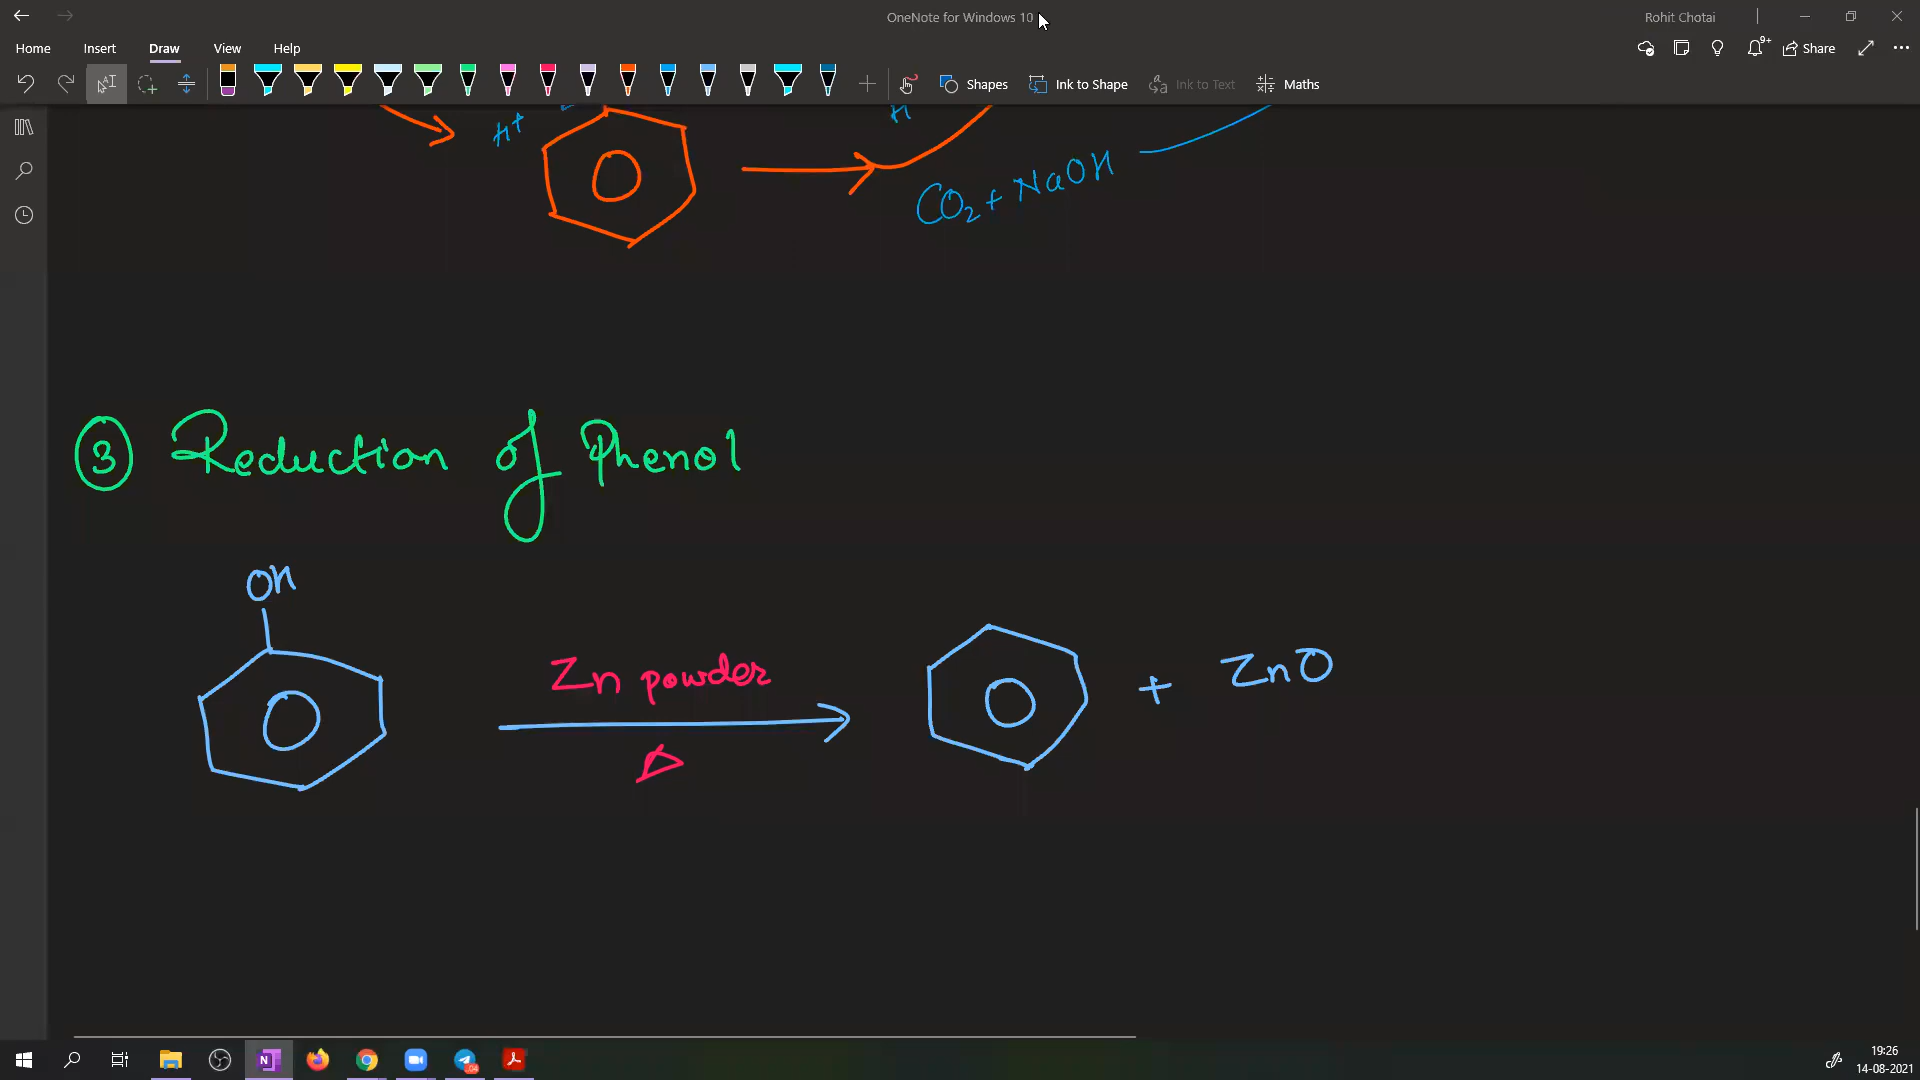 OneNote for Windows 10
Rohit Chotai
Home Insert Draw View Help
Share
Shapes Ink to Shape Ink to Text Maths
H+
H
CO2 + NaOH
③ Reduction of Phenol
OH
Zn powder
Δ
+ ZnO
19:26
14-08-2021